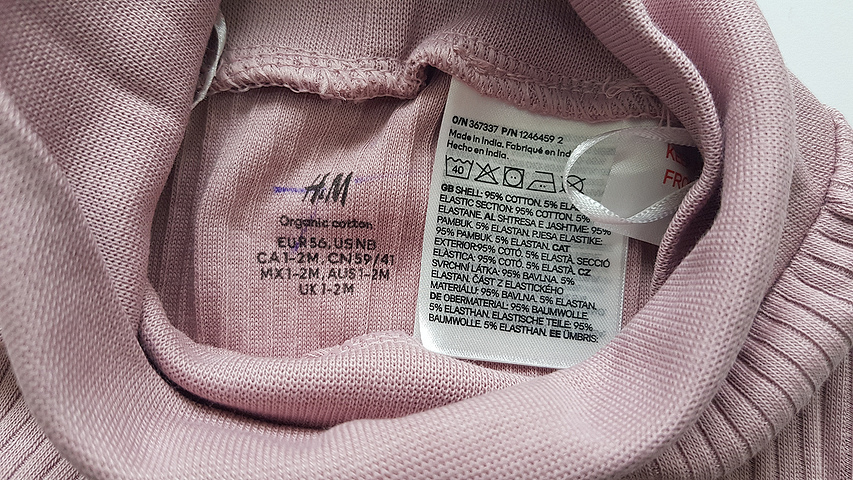 H&M
Organic cotton
EUR 56, US NB
CA 1-2M, CN 59/41
MX 1-2M, AUS 1-2M
UK 1-2M
O/N 367337 P/N 1246459 2
Made in India. Fabriqué en Ind
Hecho en India.
40
GB SHELL: 95% COTTON. 5% ELA
ELASTIC SECTION: 95% COTTON. 5%
ELASTANE. AL SHTRESA E JASHTME: 95%
PAMBUK. 5% ELASTAN. PJESA ELASTIKE:
95% PAMBUK. 5% ELASTAN. CAT
EXTERIOR:95% COTÓ. 5% ELASTÀ. SECCIÓ
ELÀSTICA: 95% COTÓ. 5% ELASTÀ. CZ
SVRCHNÍ LÁTKA: 95% BAVLNA. 5%
ELASTAN. ČÁST Z ELASTICKÉHO
MATERIÁLU: 95% BAVLNA. 5% ELASTAN.
DE OBERMATERIAL: 95% BAUMWOLLE
5% ELASTHAN. ELASTISCHE TEILE: 95%
BAUMWOLLE. 5% ELASTHAN. EE ÜMBRIS: